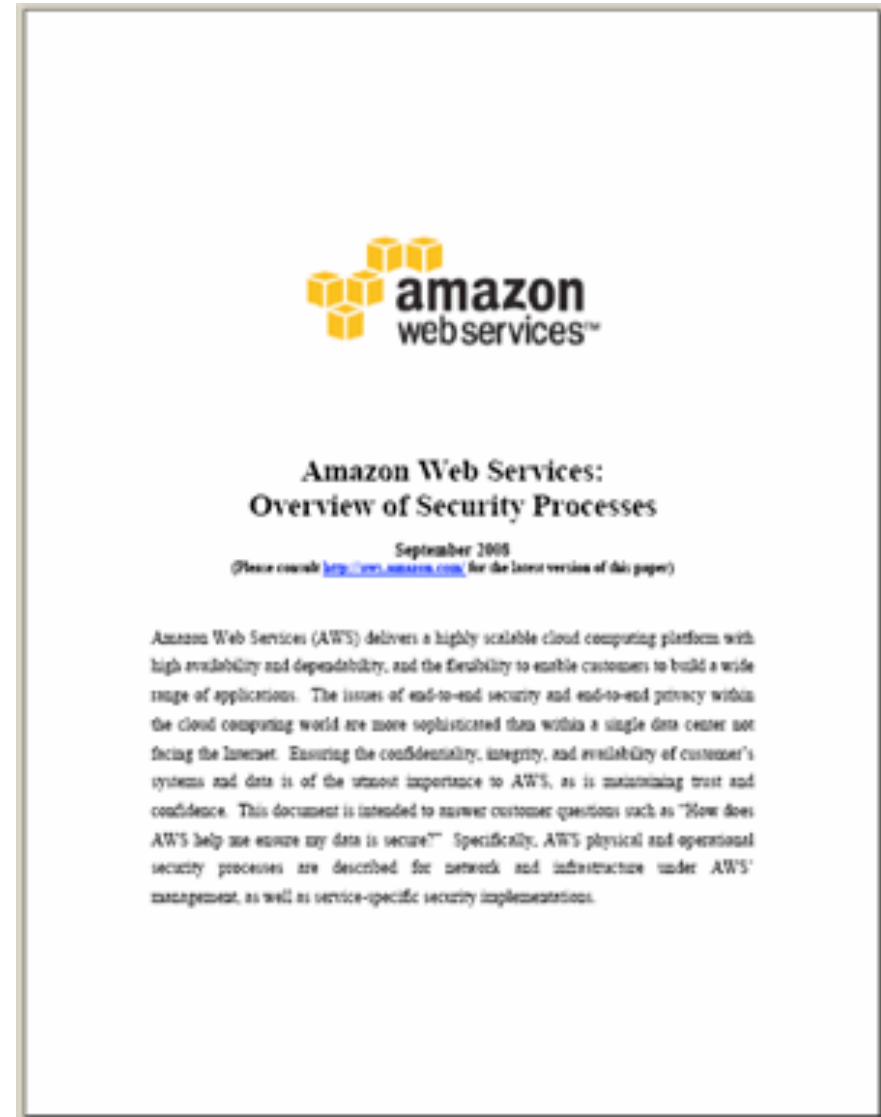 amazon
webservices™
Amazon Web Services:
Overview of Security Processes
September 2008
(Please consult http://aws.amazon.com/ for the latest version of this paper)
Amazon Web Services (AWS) delivers a highly scalable cloud computing platform with
high availability and dependability, and the flexibility to enable customers to build a wide
range of applications. The issues of end-to-end security and end-to-end privacy within
the cloud computing world are more sophisticated than within a single data center not
facing the Internet. Ensuring the confidentiality, integrity, and availability of customer's
systems and data is of the utmost importance to AWS, as is maintaining trust and
confidence. This document is intended to answer customer questions such as "How does
AWS help me ensure my data is secure?" Specifically, AWS physical and operational
security processes are described for network and infrastructure under AWS'
management, as well as service-specific security implementations.